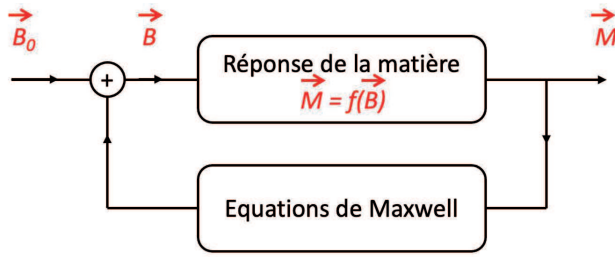 B₀
B
M
+
Réponse de la matière
M = f(B)
Equations de Maxwell